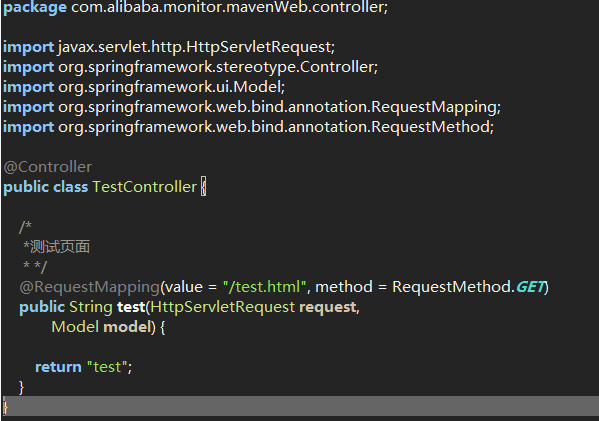 package com.alibaba.monitor.mavenWeb.controller;
import javax.servlet.http.HttpServletRequest;
import org.springframework.stereotype.Controller;
import org.springframework.ui.Model;
import org.springframework.web.bind.annotation.RequestMapping;
import org.springframework.web.bind.annotation.RequestMethod;
@Controller
public class TestController {
/*
*测试页面
* */
@RequestMapping(value = "/test.html", method = RequestMethod.GET)
public String test(HttpServletRequest request,
Model model) {
return "test";
}
}